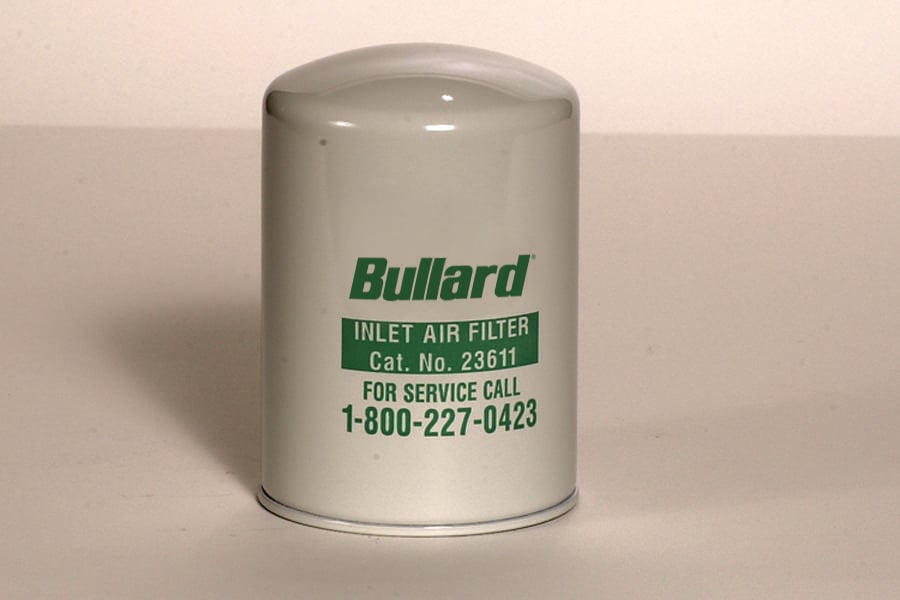 Bullard®
INLET AIR FILTER
Cat. No. 23611
FOR SERVICE CALL
1-800-227-0423